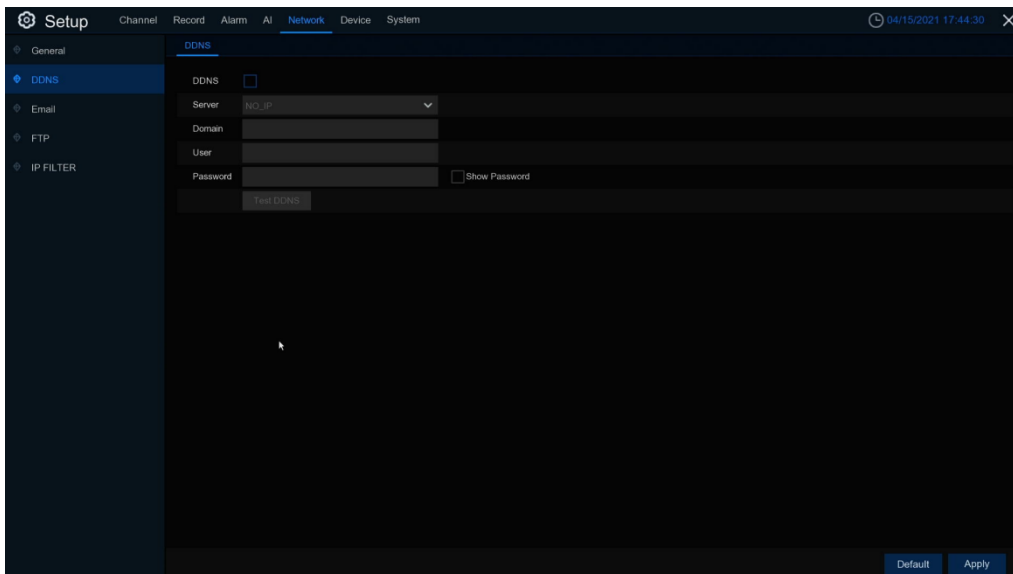 Setup Channel Record Alarm AI Network Device System 04/15/2021 17:44:30
General
DDNS
Email
FTP
IP FILTER
DDNS
DDNS
Server NO_IP
Domain
User
Password Show Password
Test DDNS
Default Apply